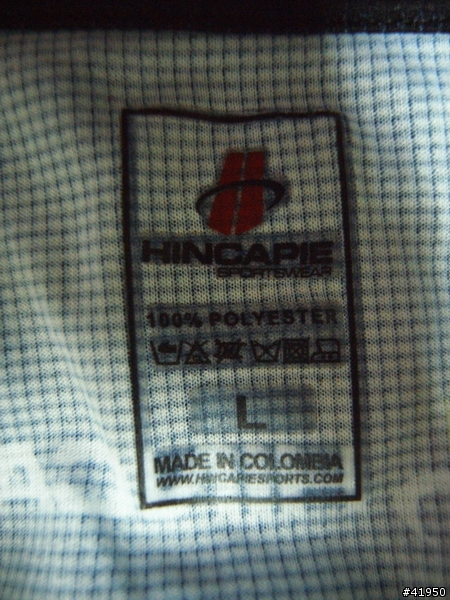 HINCAPIE
SPORTSWEAR
100% POLYESTER
L
MADE IN COLOMBIA
WWW.HINCAPIESPORTS.COM
#41950